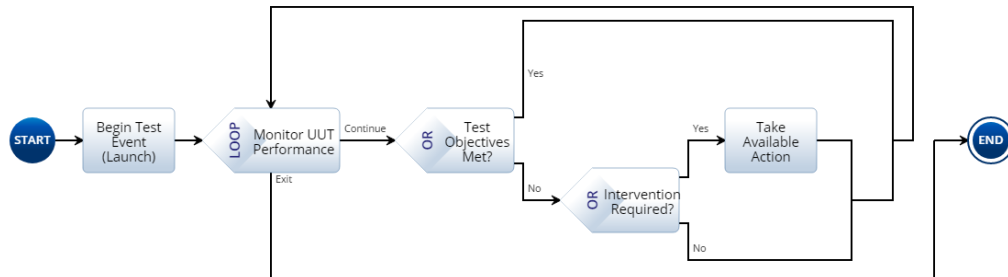 START
Begin Test
Event
(Launch)
LOOP
Monitor UUT
Performance
Continue
Exit
OR
Test
Objectives
Met?
Yes
No
OR
Intervention
Required?
Yes
No
Take
Available
Action
END